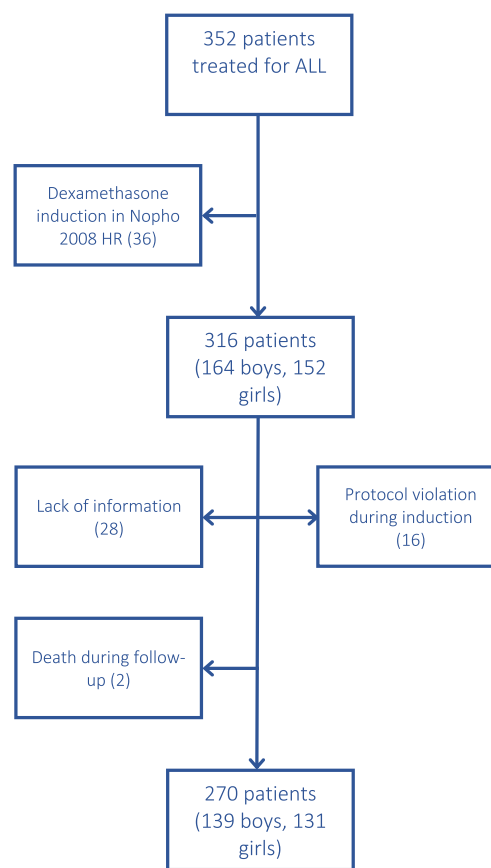 352 patients
treated for ALL
Dexamethasone
induction in Nopho
2008 HR (36)
316 patients
(164 boys, 152
girls)
Lack of information
(28)
Protocol violation
during induction
(16)
Death during follow-
up (2)
270 patients
(139 boys, 131
girls)